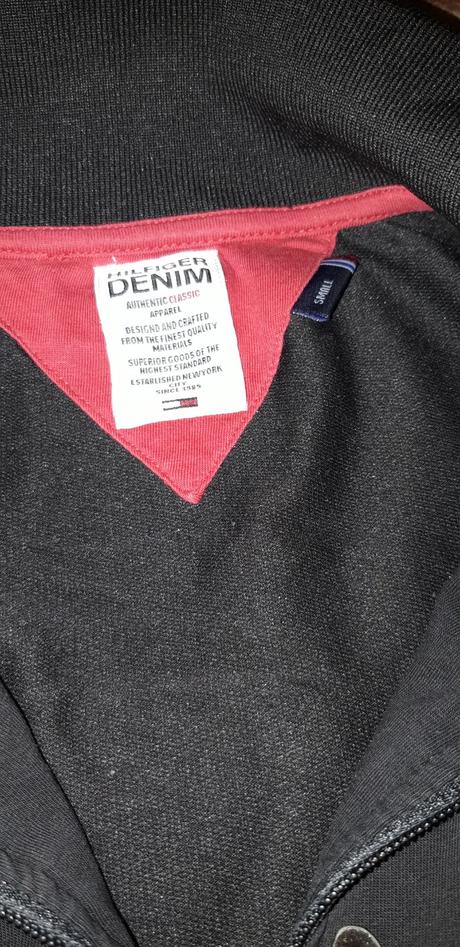 HILFIGER
DENIM
AUTHENTIC CLASSIC
APPAREL
DESIGND AND CRAFTED
FROM THE FINEST QUALITY
MATERIALS
SUPERIOR GOODS OF THE
HIGHEST STANDARD
ESTABLISHED NEW YORK
CITY
SINCE 1985
SMALL